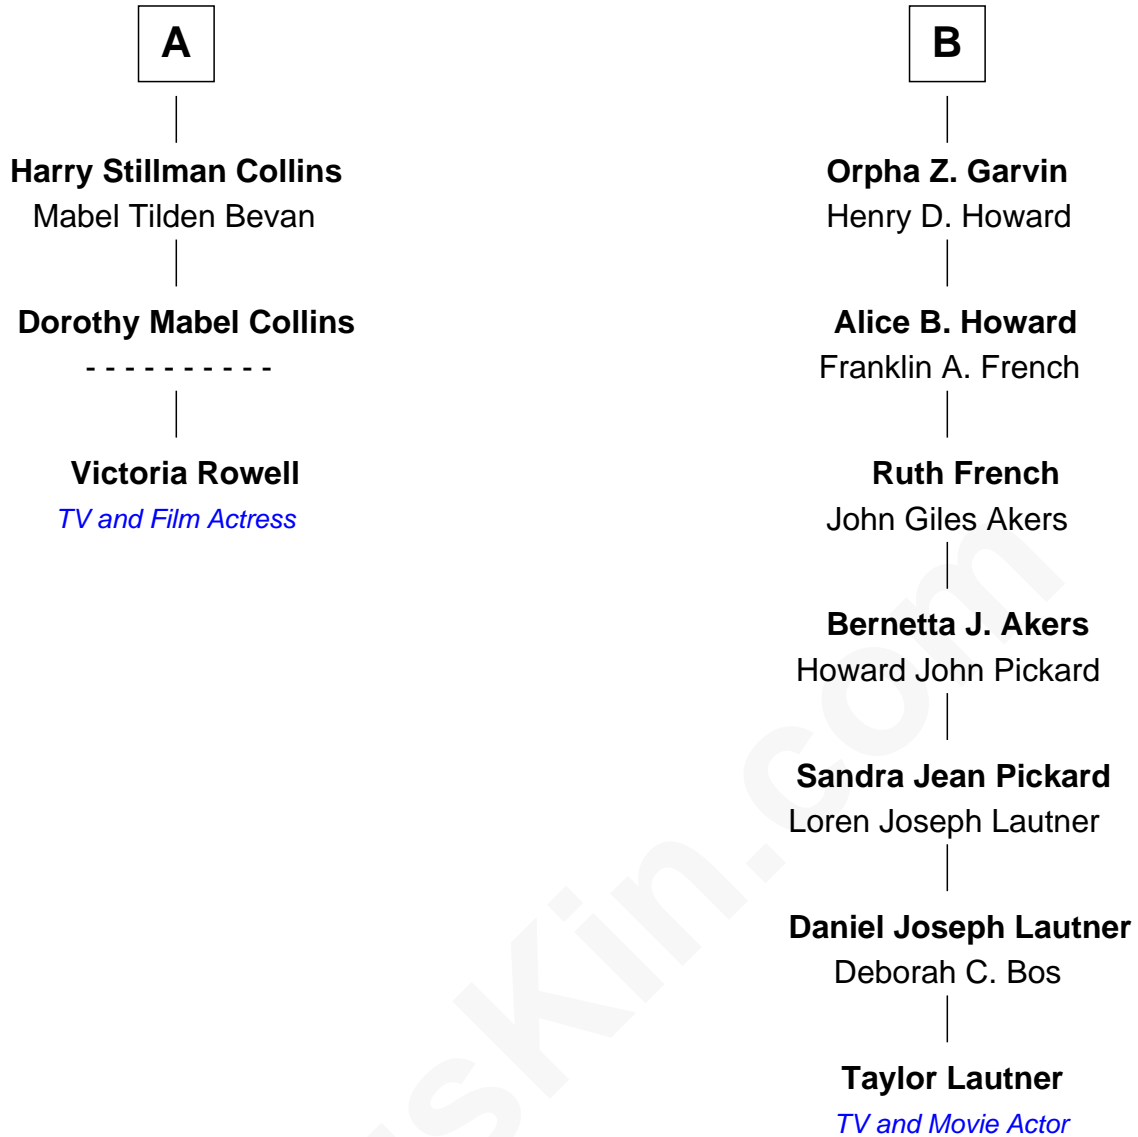 A
Harry Stillman Collins
Mabel Tilden Bevan
Dorothy Mabel Collins
- - - - - - - - - -
Victoria Rowell
TV and Film Actress
B
Orpha Z. Garvin
Henry D. Howard
Alice B. Howard
Franklin A. French
Ruth French
John Giles Akers
Bernetta J. Akers
Howard John Pickard
Sandra Jean Pickard
Loren Joseph Lautner
Daniel Joseph Lautner
Deborah C. Bos
Taylor Lautner
TV and Movie Actor
sKin.com